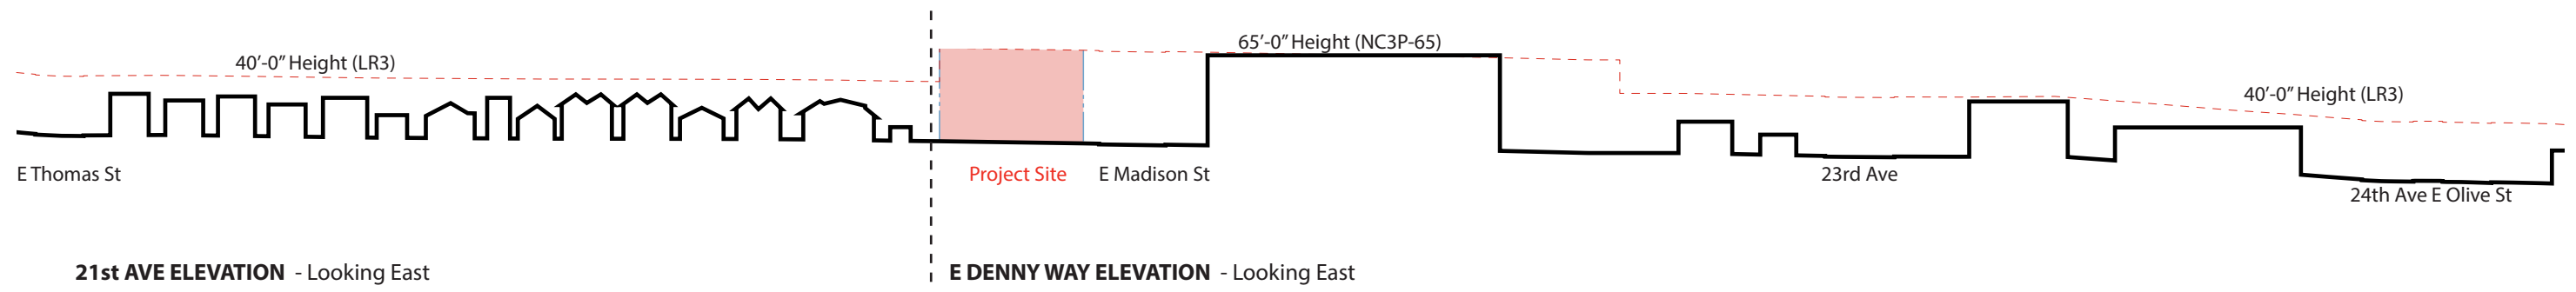 40’-0” Height (LR3)
65’-0” Height (NC3P-65)
40’-0” Height (LR3)
E Thomas St
Project Site
E Madison St
23rd Ave
24th Ave E Olive St
21st AVE ELEVATION - Looking East
E DENNY WAY ELEVATION - Looking East